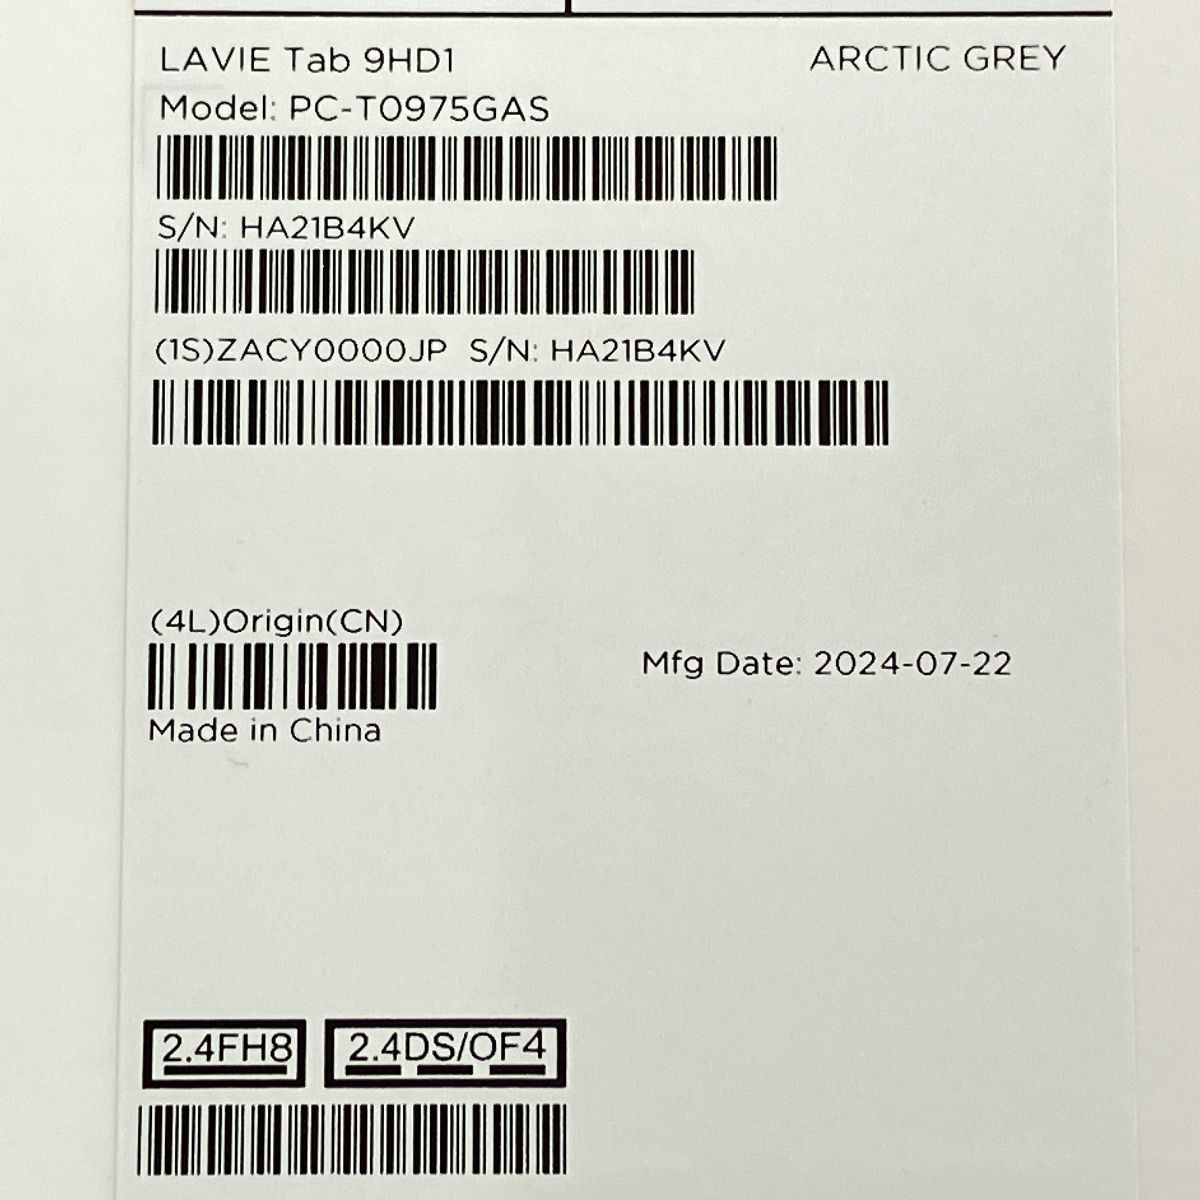 LAVIE Tab 9HD1 ARCTIC GREY
Model: PC-T0975GAS
S/N: HA21B4KV
(1S)ZACY0000JP S/N: HA21B4KV
(4L)Origin(CN)
Mfg Date: 2024-07-22
Made in China
2.4FH8 2.4DS/OF4